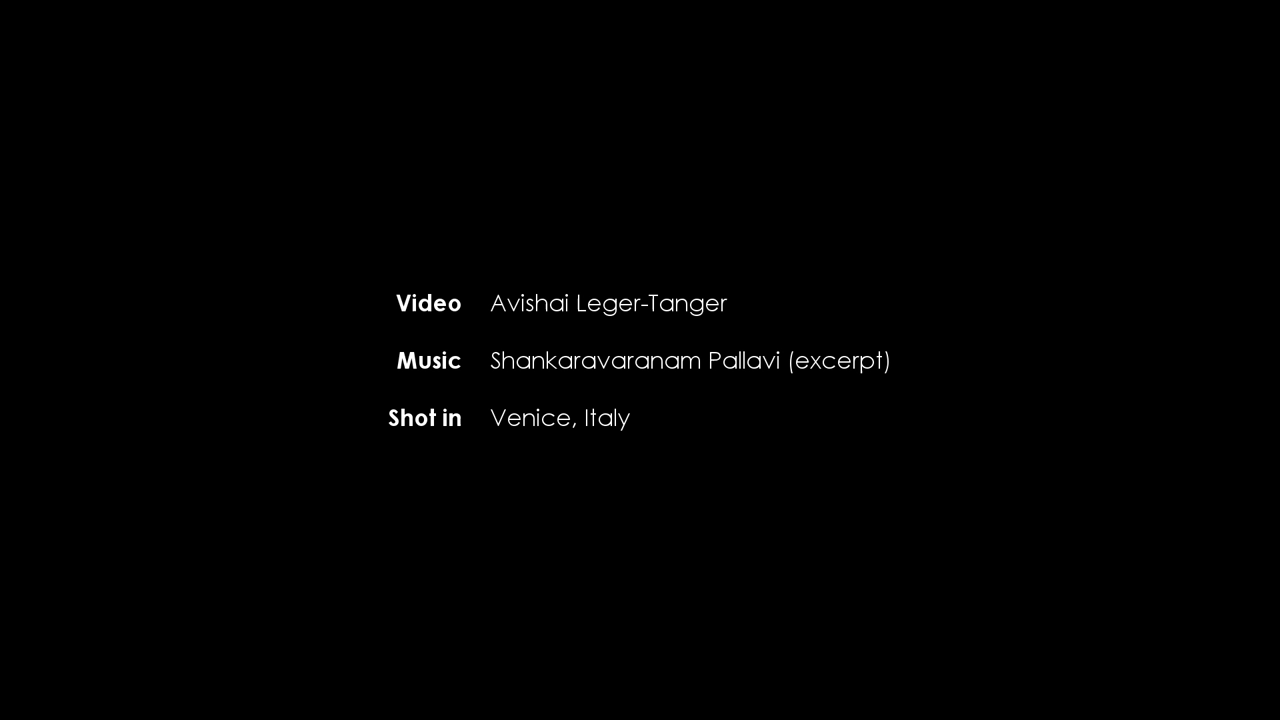 Video Avishai Leger-Tanger
Music Shankaravaranam Pallavi (excerpt)
Shot in Venice, Italy